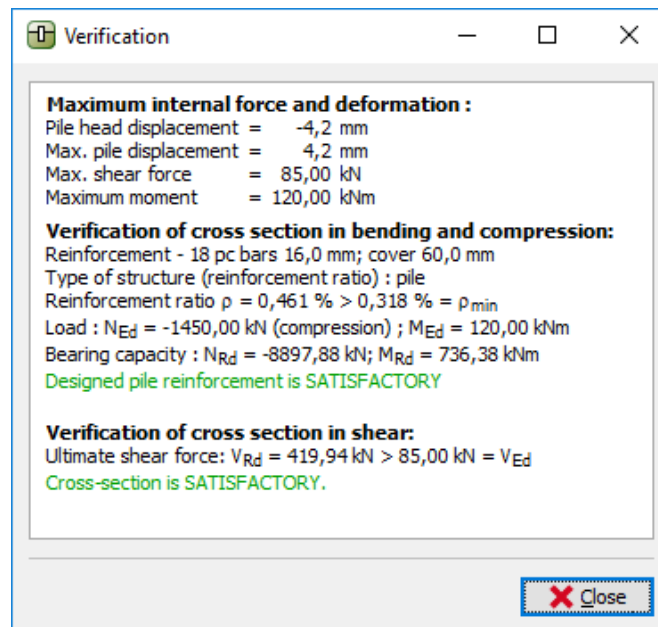 Verification
Maximum internal force and deformation :
Pile head displacement = -4,2 mm
Max. pile displacement = 4,2 mm
Max. shear force = 85,00 kN
Maximum moment = 120,00 kNm
Verification of cross section in bending and compression:
Reinforcement - 18 pc bars 16,0 mm; cover 60,0 mm
Type of structure (reinforcement ratio) : pile
Reinforcement ratio ρ = 0,461 % > 0,318 % = ρmin
Load : NEd = -1450,00 kN (compression) ; MEd = 120,00 kNm
Bearing capacity : NRd = -8897,88 kN; MRd = 736,38 kNm
Designed pile reinforcement is SATISFACTORY
Verification of cross section in shear:
Ultimate shear force: VRd = 419,94 kN > 85,00 kN = VEd
Cross-section is SATISFACTORY.
Close